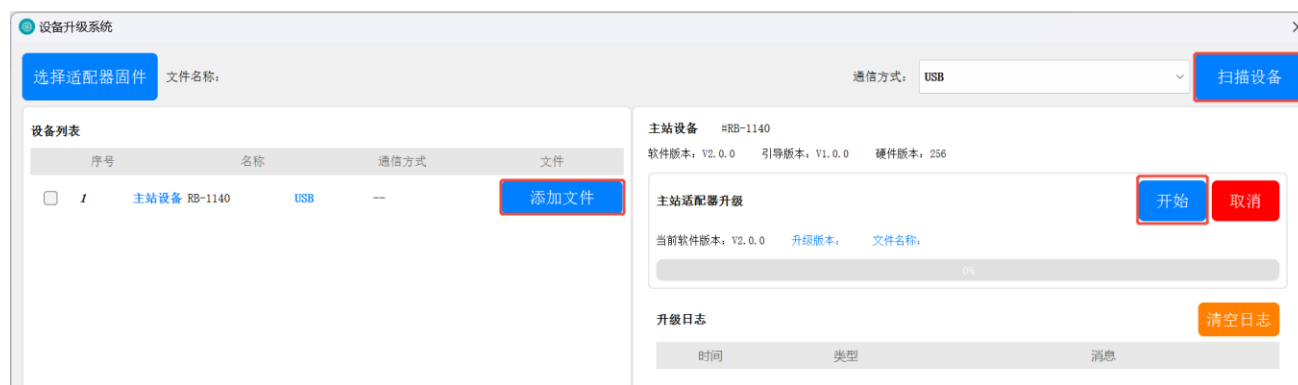 设备升级系统
选择适配器固件 文件名称: 通信方式: USB 扫描设备
设备列表
序号 名称 通信方式 文件
1 主站设备 RB-1140 USB -- 添加文件
主站设备 #RB-1140
软件版本: V2.0.0 引导版本: V1.0.0 硬件版本: 256
主站适配器升级 开始 取消
当前软件版本: V2.0.0 升级版本: 文件名称:
0%
升级日志 清空日志
时间 类型 消息